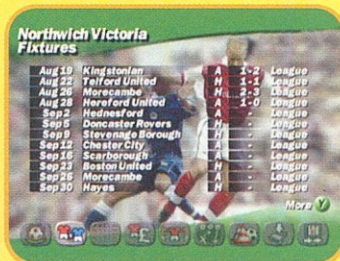 Northwich Victoria
Fixtures
Aug 19 Kingstonian A 1-2 League
Aug 22 Telford United H 1-1 League
Aug 26 Morecambe H 2-3 League
Aug 28 Hereford United A 1-0 League
Sep 2 Hednesford A - League
Sep 5 Doncaster Rovers H - League
Sep 9 Stevenage Borough H - League
Sep 12 Chester City A - League
Sep 16 Scarborough A - League
Sep 23 Boston United H - League
Sep 26 Morecambe A - League
Sep 30 Hayes H - League
More Y